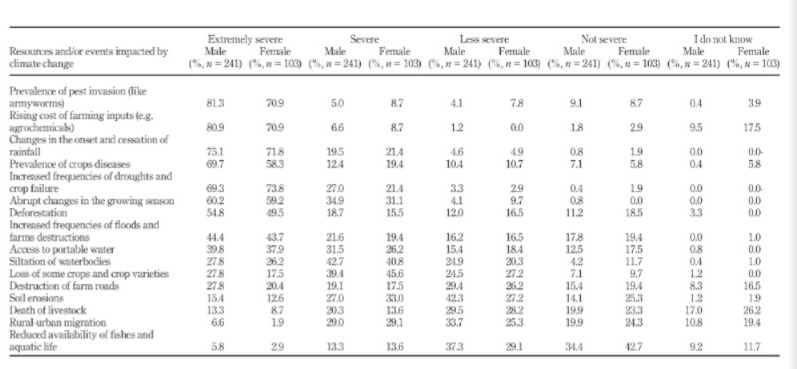 Extremely severe Severe Less severe Not severe I do not know
Resources and/or events impacted by Male Female Male Female Male Female Male Female Male Female
climate change (%, n = 241) (%, n = 103) (%, n = 241) (%, n = 103) (%, n = 241) (%, n = 103) (%, n = 241) (%, n = 103) (%, n = 241) (%, n = 103)
Prevalence of pest invasion (like
armyworms) 81.3 70.9 5.0 8.7 4.1 7.8 9.1 8.7 0.4 3.9
Rising cost of farming inputs (e.g.
agrochemicals) 80.9 70.9 6.6 8.7 1.2 0.0 1.8 2.9 9.5 17.5
Changes in the onset and cessation of
rainfall 75.1 71.8 19.5 21.4 4.6 4.9 0.8 1.9 0.0 0.0-
Prevalence of crops diseases 69.7 58.3 12.4 19.4 10.4 10.7 7.1 5.8 0.4 5.8
Increased frequencies of droughts and
crop failure 69.3 73.8 27.0 21.4 3.3 2.9 0.4 1.9 0.0 0.0-
Abrupt changes in the growing season 60.2 59.2 34.9 31.1 4.1 9.7 0.8 0.0 0.0 0.0
Deforestation 54.8 49.5 18.7 15.5 12.0 16.5 11.2 18.5 3.3 0.0
Increased frequencies of floods and
farms destructions 44.4 43.7 21.6 19.4 16.2 16.5 17.8 19.4 0.0 1.0
Access to portable water 39.8 37.9 31.5 26.2 15.4 18.4 12.5 17.5 0.8 0.0
Siltation of waterbodies 27.8 26.2 42.7 40.8 24.9 20.3 4.2 11.7 0.4 1.0
Loss of some crops and crop varieties 27.8 17.5 39.4 45.6 24.5 27.2 7.1 9.7 1.2 0.0
Destruction of farm roads 27.8 20.4 19.1 17.5 29.4 26.2 15.4 19.4 8.3 16.5
Soil erosions 15.4 12.6 27.0 33.0 42.3 27.2 14.1 25.3 1.2 1.9
Death of livestock 13.3 8.7 20.3 13.6 29.5 28.2 19.9 23.3 17.0 26.2
Rural-urban migration 6.6 1.9 29.0 29.1 33.7 25.3 19.9 24.3 10.8 19.4
Reduced availability of fishes and
aquatic life 5.8 2.9 13.3 13.6 37.3 29.1 34.4 42.7 9.2 11.7